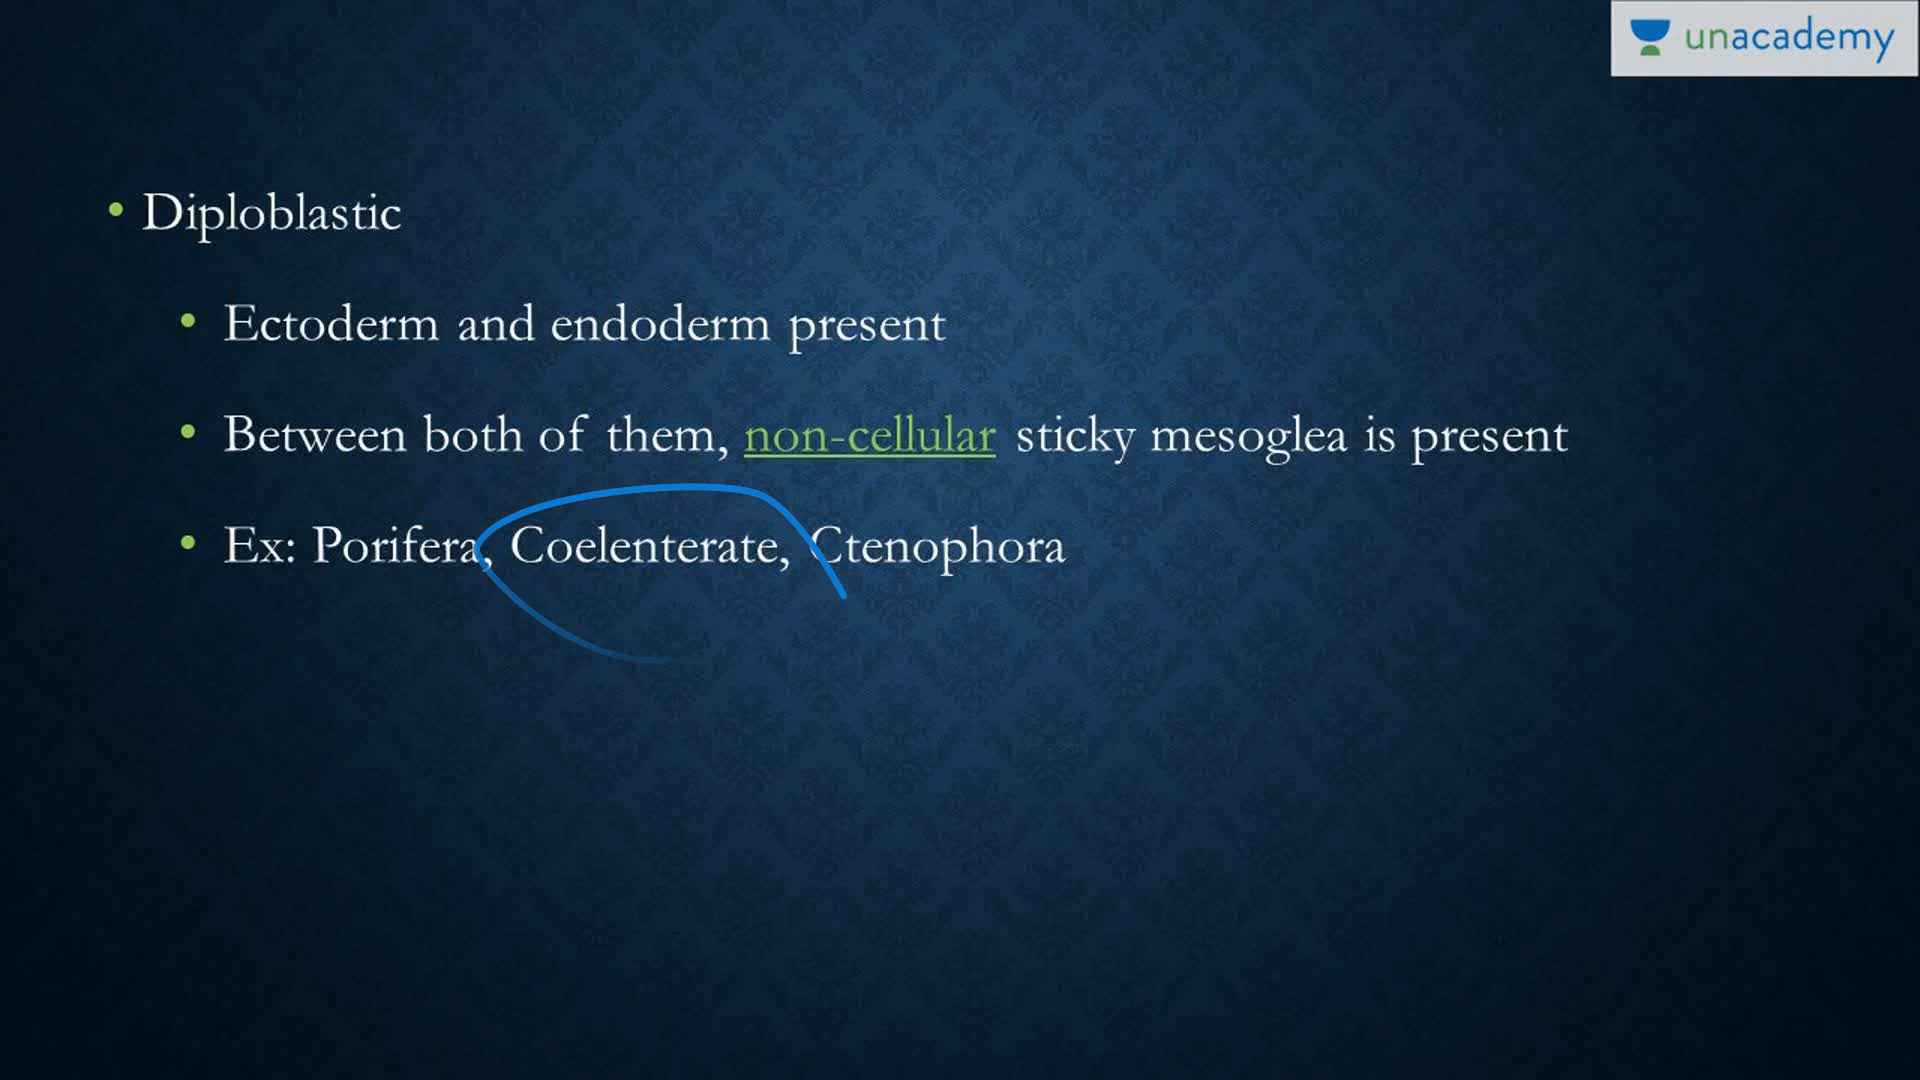 unacademy
• Diploblastic
• Ectoderm and endoderm present
• Between both of them, non-cellular sticky mesoglea is present
• Ex: Porifera, Coelenterate, Ctenophora